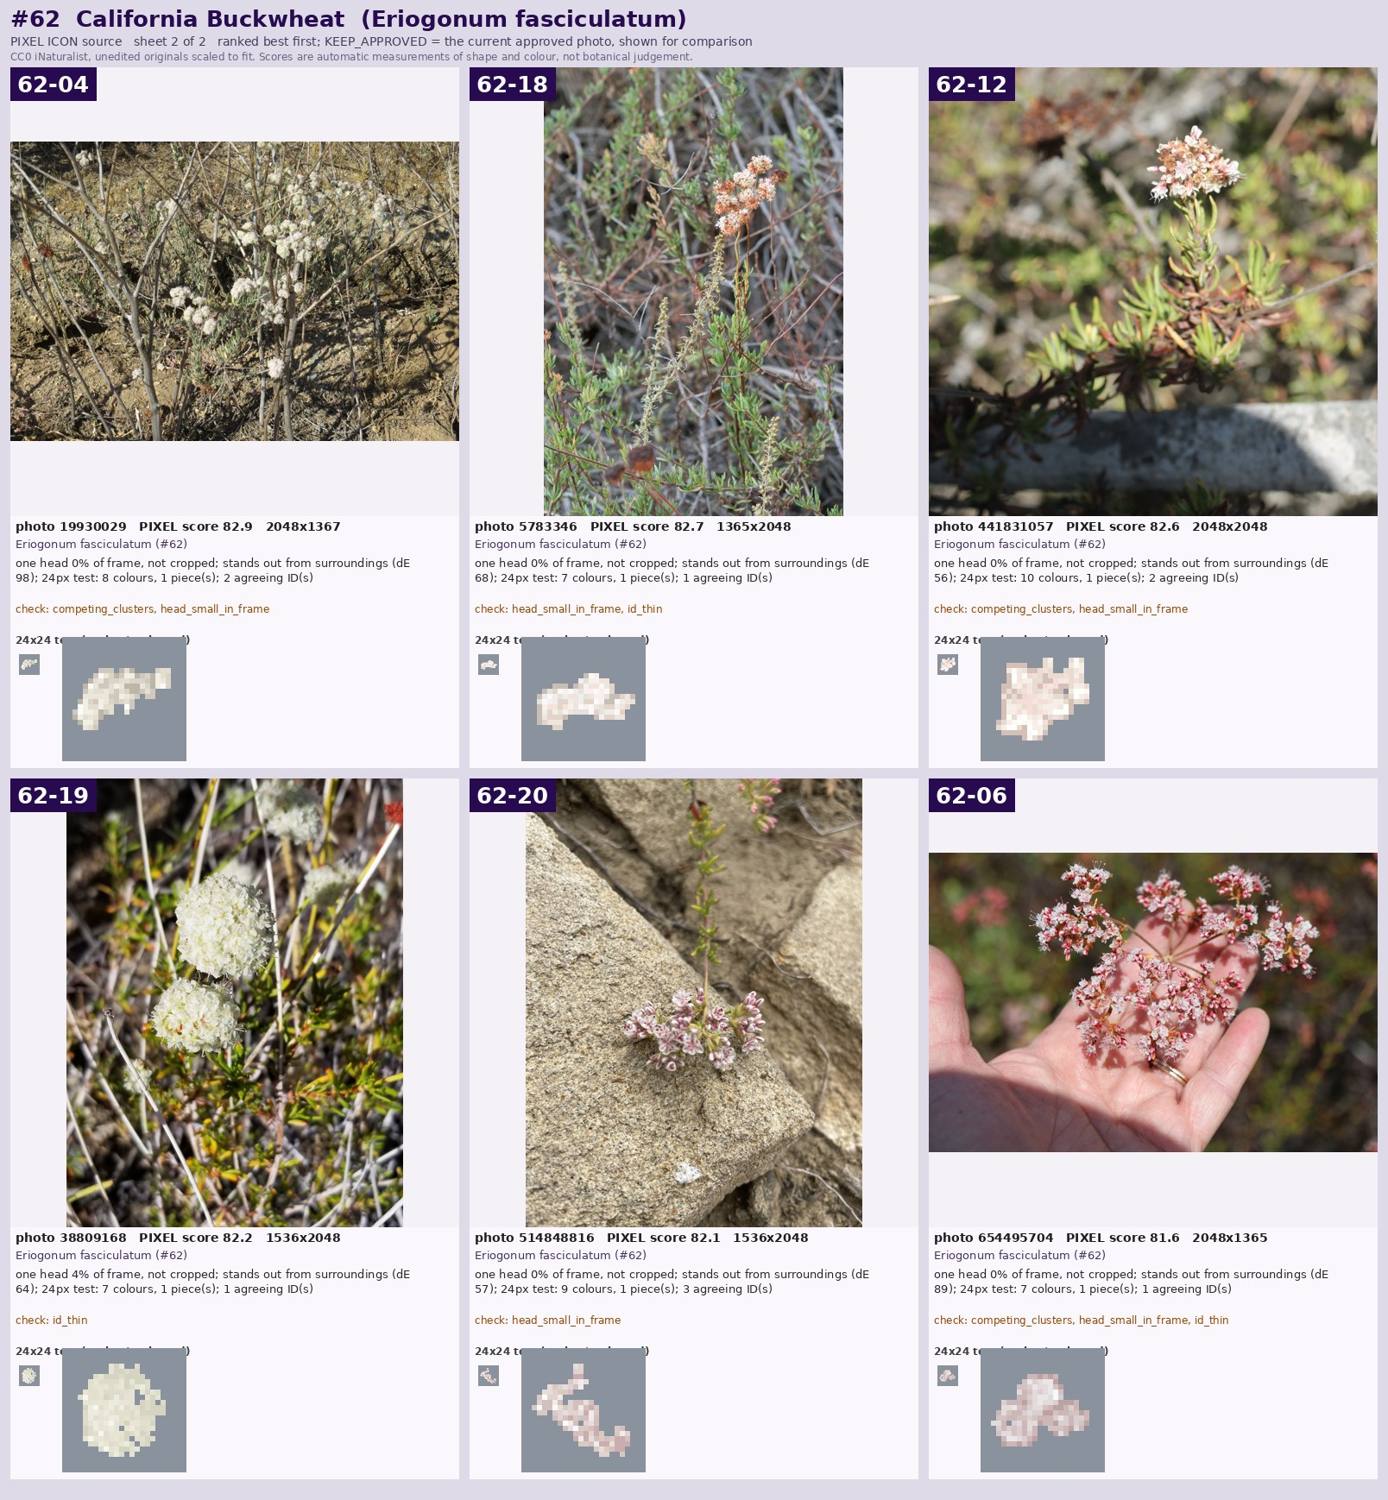 #62 California Buckwheat (Eriogonum fasciculatum)
PIXEL ICON source sheet 2 of 2 ranked best first; KEEP_APPROVED = the current approved photo, shown for comparison
CC0 iNaturalist, unedited originals scaled to fit. Scores are automatic measurements of shape and colour, not botanical judgement.
62-04
photo 19930029 PIXEL score 82.9 2048x1367
Eriogonum fasciculatum (#62)
one head 0% of frame, not cropped; stands out from surroundings (dE
98); 24px test: 8 colours, 1 piece(s); 2 agreeing ID(s)
check: competing_clusters, head_small_in_frame
24x24
62-18
photo 5783346 PIXEL score 82.7 1365x2048
Eriogonum fasciculatum (#62)
one head 0% of frame, not cropped; stands out from surroundings (dE
68); 24px test: 7 colours, 1 piece(s); 1 agreeing ID(s)
check: head_small_in_frame, id_thin
24x24
62-12
photo 441831057 PIXEL score 82.6 2048x2048
Eriogonum fasciculatum (#62)
one head 0% of frame, not cropped; stands out from surroundings (dE
56); 24px test: 10 colours, 1 piece(s); 2 agreeing ID(s)
check: competing_clusters, head_small_in_frame
24x24
62-19
photo 38809168 PIXEL score 82.2 1536x2048
Eriogonum fasciculatum (#62)
one head 4% of frame, not cropped; stands out from surroundings (dE
64); 24px test: 7 colours, 1 piece(s); 1 agreeing ID(s)
check: id_thin
24x24
62-20
photo 514848816 PIXEL score 82.1 1536x2048
Eriogonum fasciculatum (#62)
one head 0% of frame, not cropped; stands out from surroundings (dE
57); 24px test: 9 colours, 1 piece(s); 3 agreeing ID(s)
check: head_small_in_frame
24x24
62-06
photo 654495704 PIXEL score 81.6 2048x1365
Eriogonum fasciculatum (#62)
one head 0% of frame, not cropped; stands out from surroundings (dE
89); 24px test: 7 colours, 1 piece(s); 1 agreeing ID(s)
check: competing_clusters, head_small_in_frame, id_thin
24x24